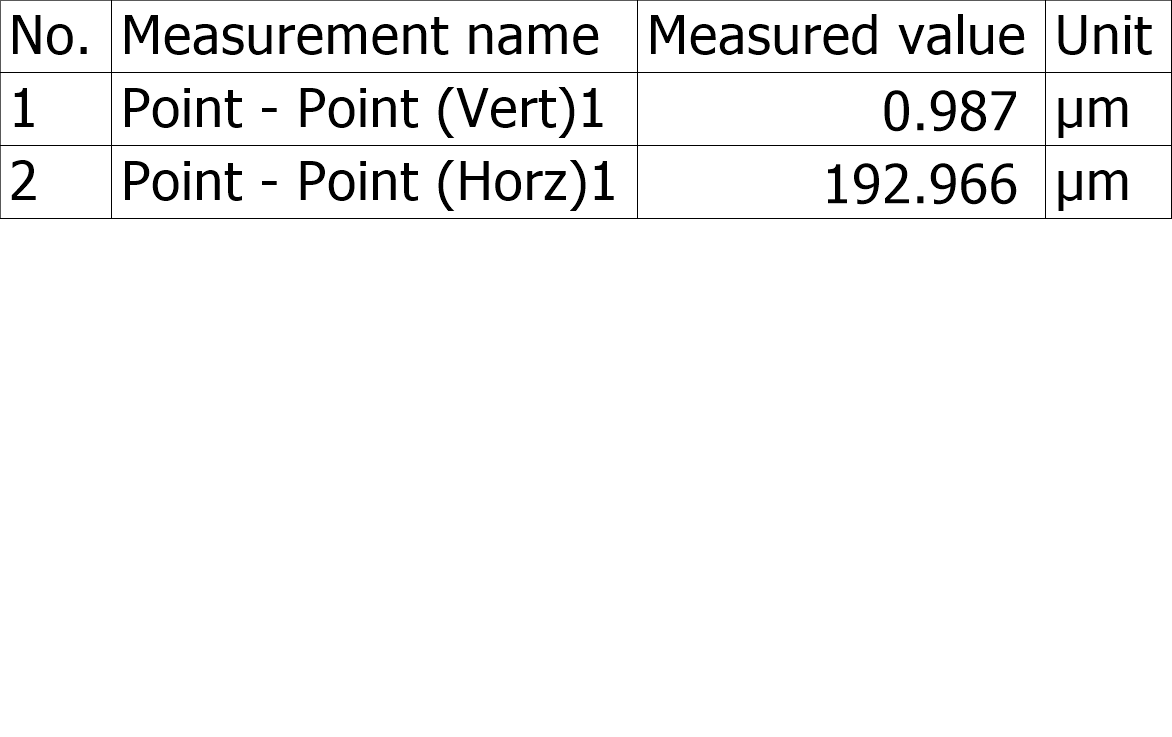 No. Measurement name Measured value Unit
1 Point - Point (Vert)1 0.987 µm
2 Point - Point (Horz)1 192.966 µm